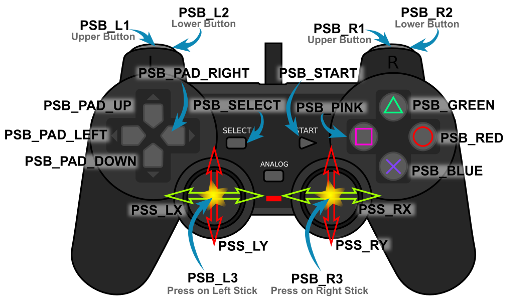 PSB_L1
Upper Button
PSB_L2
Lower Button
PSB_R1
Upper Button
PSB_R2
Lower Button
L
R
PSB_PAD_RIGHT
PSB_START
PSB_PAD_UP
PSB_SELECT
PSB_PINK
PSB_GREEN
PSB_PAD_LEFT
SELECT
START
PSB_RED
PSB_PAD_DOWN
ANALOG
PSB_BLUE
PSS_LX
PSS_RX
PSS_LY
PSS_RY
PSB_L3
Press on Left Stick
PSB_R3
Press on Right Stick